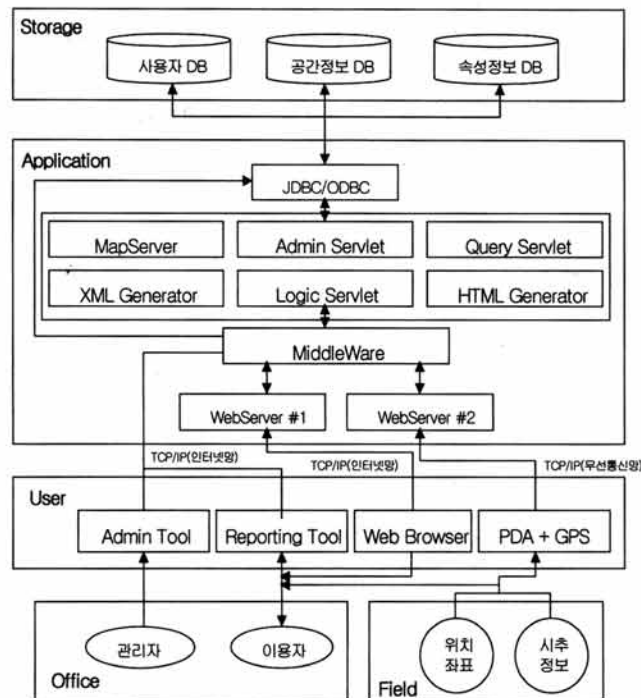 Storage
사용자 DB
공간정보 DB
속성정보 DB
Application
JDBC/ODBC
MapServer
Admin Servlet
Query Servlet
XML Generator
Logic Servlet
HTML Generator
MiddleWare
WebServer #1
WebServer #2
TCP/IP(인터넷망)
TCP/IP(인터넷망)
TCP/IP(무선통신망)
User
Admin Tool
Reporting Tool
Web Browser
PDA + GPS
관리자
이용자
위치
좌표
시추
정보
Office
Field